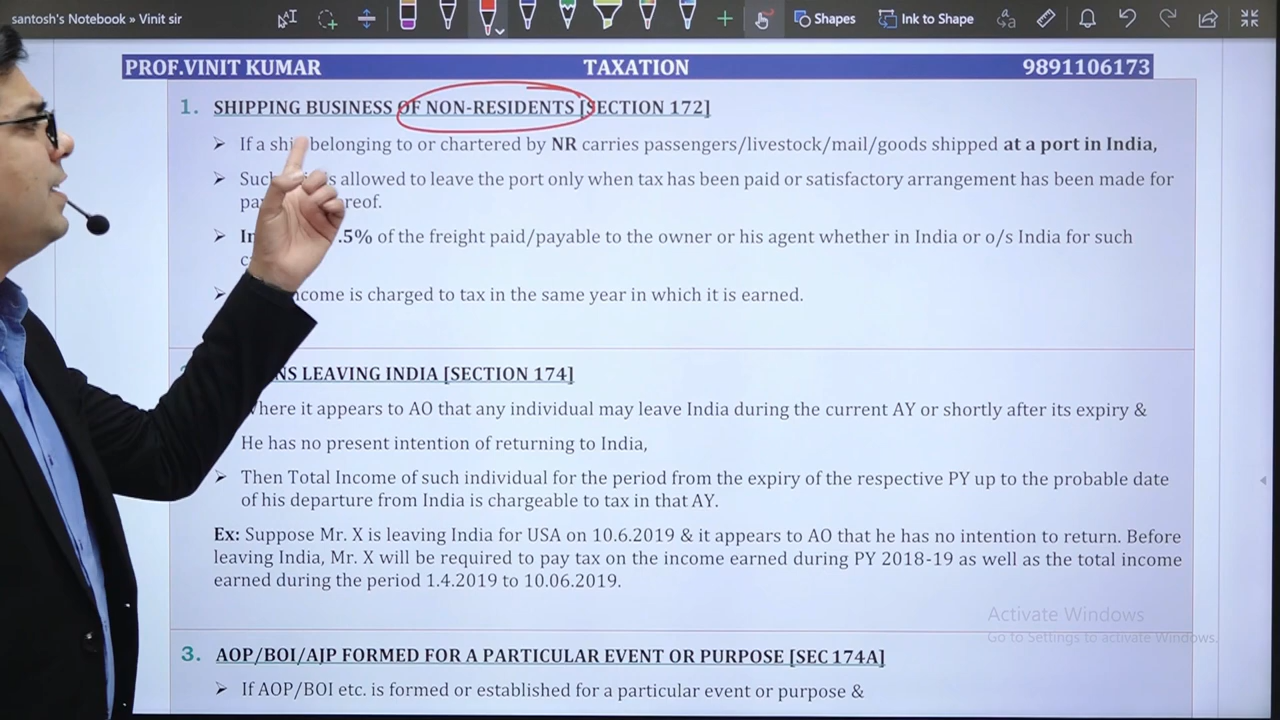 santosh's Notebook » Vinit sir
Shapes Ink to Shape
PROF.VINIT KUMAR TAXATION 9891106173
1. SHIPPING BUSINESS OF NON-RESIDENTS [SECTION 172]
➢ If a shi belonging to or chartered by NR carries passengers/livestock/mail/goods shipped at a port in India,
➢ Suc s allowed to leave the port only when tax has been paid or satisfactory arrangement has been made for
pa reof.
➢ In .5% of the freight paid/payable to the owner or his agent whether in India or o/s India for such
c
➢ come is charged to tax in the same year in which it is earned.
NS LEAVING INDIA [SECTION 174]
Where it appears to AO that any individual may leave India during the current AY or shortly after its expiry &
He has no present intention of returning to India,
➢ Then Total Income of such individual for the period from the expiry of the respective PY up to the probable date
of his departure from India is chargeable to tax in that AY.
Ex: Suppose Mr. X is leaving India for USA on 10.6.2019 & it appears to AO that he has no intention to return. Before
leaving India, Mr. X will be required to pay tax on the income earned during PY 2018-19 as well as the total income
earned during the period 1.4.2019 to 10.06.2019.
Activate Windows
Go to Settings to activate Windows.
3. AOP/BOI/AJP FORMED FOR A PARTICULAR EVENT OR PURPOSE [SEC 174A]
➢ If AOP/BOI etc. is formed or established for a particular event or purpose &